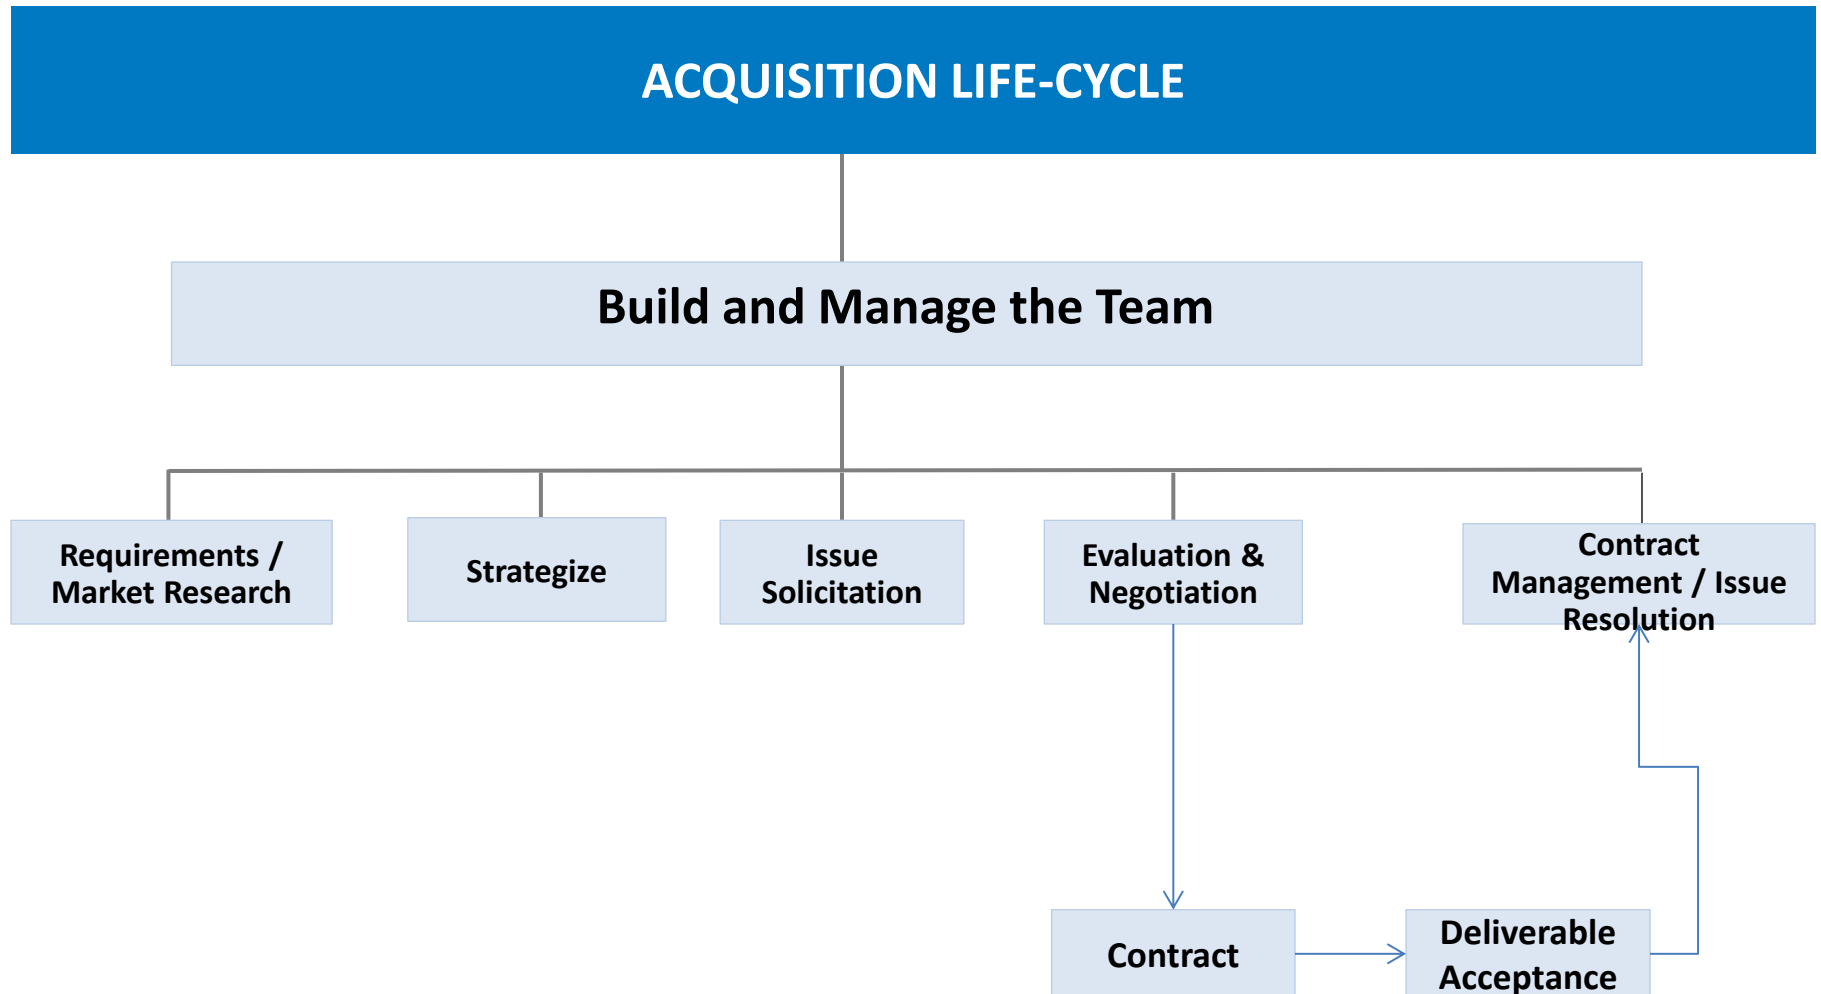 ACQUISITION LIFE-CYCLE
Build and Manage the Team
Requirements /
Market Research
Strategize
Issue
Solicitation
Evaluation &
Negotiation
Contract
Management / Issue
Resolution
Contract
Deliverable
Acceptance